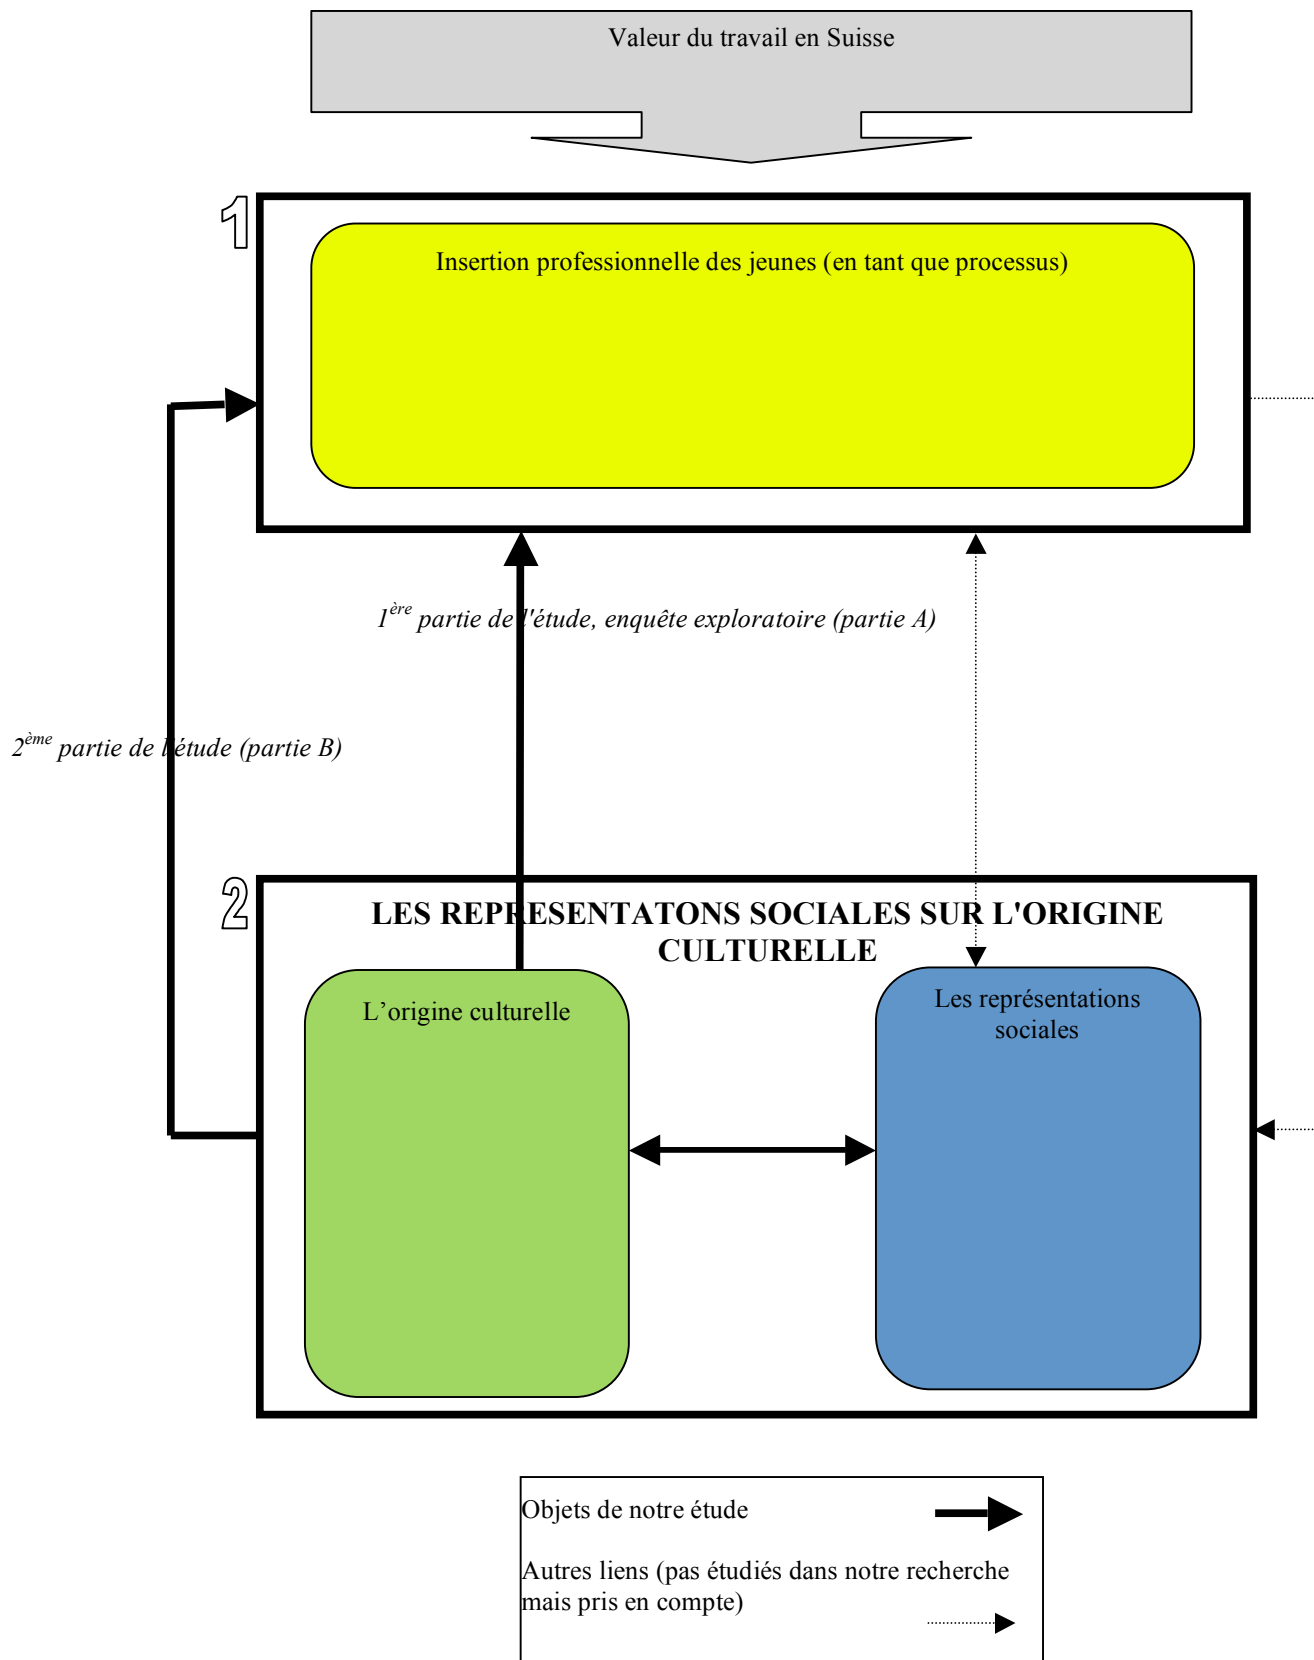 Valeur du travail en Suisse
1
Insertion professionnelle des jeunes (en tant que processus)
1ère partie de l'étude, enquête exploratoire (partie A)
2ème partie de l'étude (partie B)
2
LES REPRESENTATONS SOCIALES SUR L'ORIGINE
CULTURELLE
L’origine culturelle
Les représentations
sociales
Objets de notre étude
Autres liens (pas étudiés dans notre recherche
mais pris en compte)